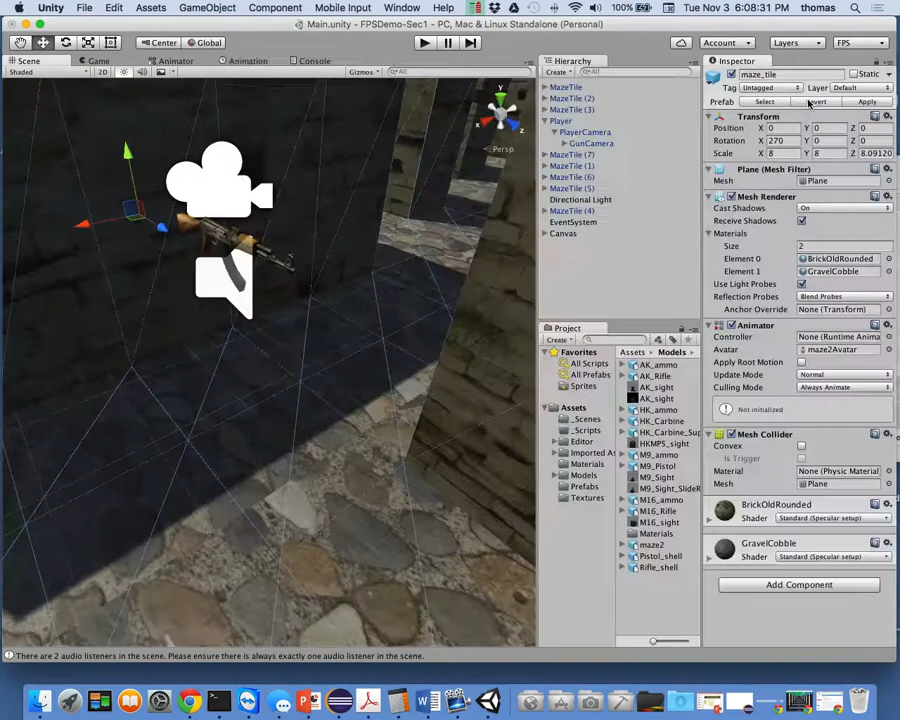 Unity File Edit Assets GameObject Component Mobile Input Window Help 100% Tue Nov 3 6:08:31 PM thomas
Main.unity - FPSDemo-Sec1 - PC, Mac & Linux Standalone (Personal)
Center Global Account Layers FPS
Scene Game Animator Animation Console
Shaded 2D Gizmos All
y
z
Persp
Hierarchy
Create All
MazeTile
MazeTile (2)
MazeTile (3)
Player
PlayerCamera
GunCamera
MazeTile (7)
MazeTile (1)
MazeTile (6)
MazeTile (5)
Directional Light
MazeTile (4)
EventSystem
Canvas
Project
Create
Favorites
All Scripts
All Prefabs
Sprites
Assets
_Scenes
_Scripts
Editor
Imported As
Materials
Models
Prefabs
Textures
Assets Models
AK_ammo
AK_Rifle
AK_sight
AK_sight
HK_ammo
HK_Carbine
HK_Carbine_Sup
HKMP5_sight
M9_ammo
M9_Pistol
M9_Sight
M9_Sight_SlideR
M16_ammo
M16_Rifle
M16_sight
Materials
maze2
Pistol_shell
Rifle_shell
Inspector
maze_tile Static
Tag Untagged Layer Default
Prefab Select Revert Apply
Transform
Position X 0 Y 0 Z 0
Rotation X 270 Y 0 Z 0
Scale X 8 Y 8 Z 8.09120
Plane (Mesh Filter)
Mesh Plane
Mesh Renderer
Cast Shadows On
Receive Shadows
Materials
Size 2
Element 0 BrickOldRounded
Element 1 GravelCobble
Use Light Probes
Reflection Probes Blend Probes
Anchor Override None (Transform)
Animator
Controller None (Runtime Anima
Avatar maze2Avatar
Apply Root Motion
Update Mode Normal
Culling Mode Always Animate
Not initialized
Mesh Collider
Convex
Is Trigger
Material None (Physic Material
Mesh Plane
BrickOldRounded
Shader Standard (Specular setup)
GravelCobble
Shader Standard (Specular setup)
Add Component
There are 2 audio listeners in the scene. Please ensure there is always exactly one audio listener in the scene.